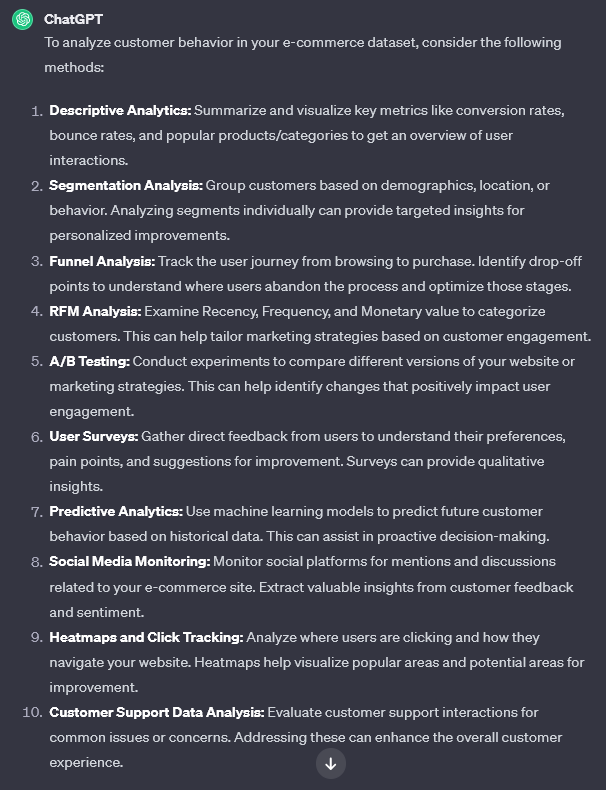 ChatGPT
To analyze customer behavior in your e-commerce dataset, consider the following
methods:
1. Descriptive Analytics: Summarize and visualize key metrics like conversion rates,
bounce rates, and popular products/categories to get an overview of user
interactions.
2. Segmentation Analysis: Group customers based on demographics, location, or
behavior. Analyzing segments individually can provide targeted insights for
personalized improvements.
3. Funnel Analysis: Track the user journey from browsing to purchase. Identify drop-off
points to understand where users abandon the process and optimize those stages.
4. RFM Analysis: Examine Recency, Frequency, and Monetary value to categorize
customers. This can help tailor marketing strategies based on customer engagement.
5. A/B Testing: Conduct experiments to compare different versions of your website or
marketing strategies. This can help identify changes that positively impact user
engagement.
6. User Surveys: Gather direct feedback from users to understand their preferences,
pain points, and suggestions for improvement. Surveys can provide qualitative
insights.
7. Predictive Analytics: Use machine learning models to predict future customer
behavior based on historical data. This can assist in proactive decision-making.
8. Social Media Monitoring: Monitor social platforms for mentions and discussions
related to your e-commerce site. Extract valuable insights from customer feedback
and sentiment.
9. Heatmaps and Click Tracking: Analyze where users are clicking and how they
navigate your website. Heatmaps help visualize popular areas and potential areas for
improvement.
10. Customer Support Data Analysis: Evaluate customer support interactions for
common issues or concerns. Addressing these can enhance the overall customer
experience.